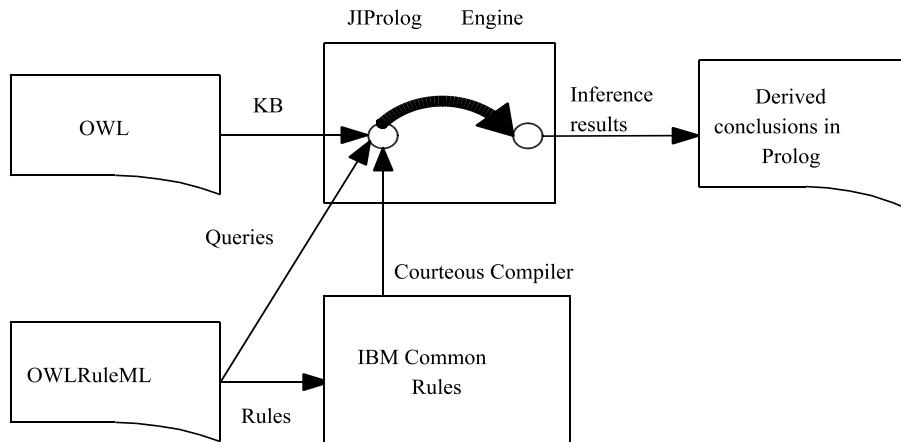 JIProlog Engine
OWL
KB
Inference
results
Derived
conclusions in
Prolog
Queries
Courteous Compiler
OWLRuleML
Rules
IBM Common
Rules